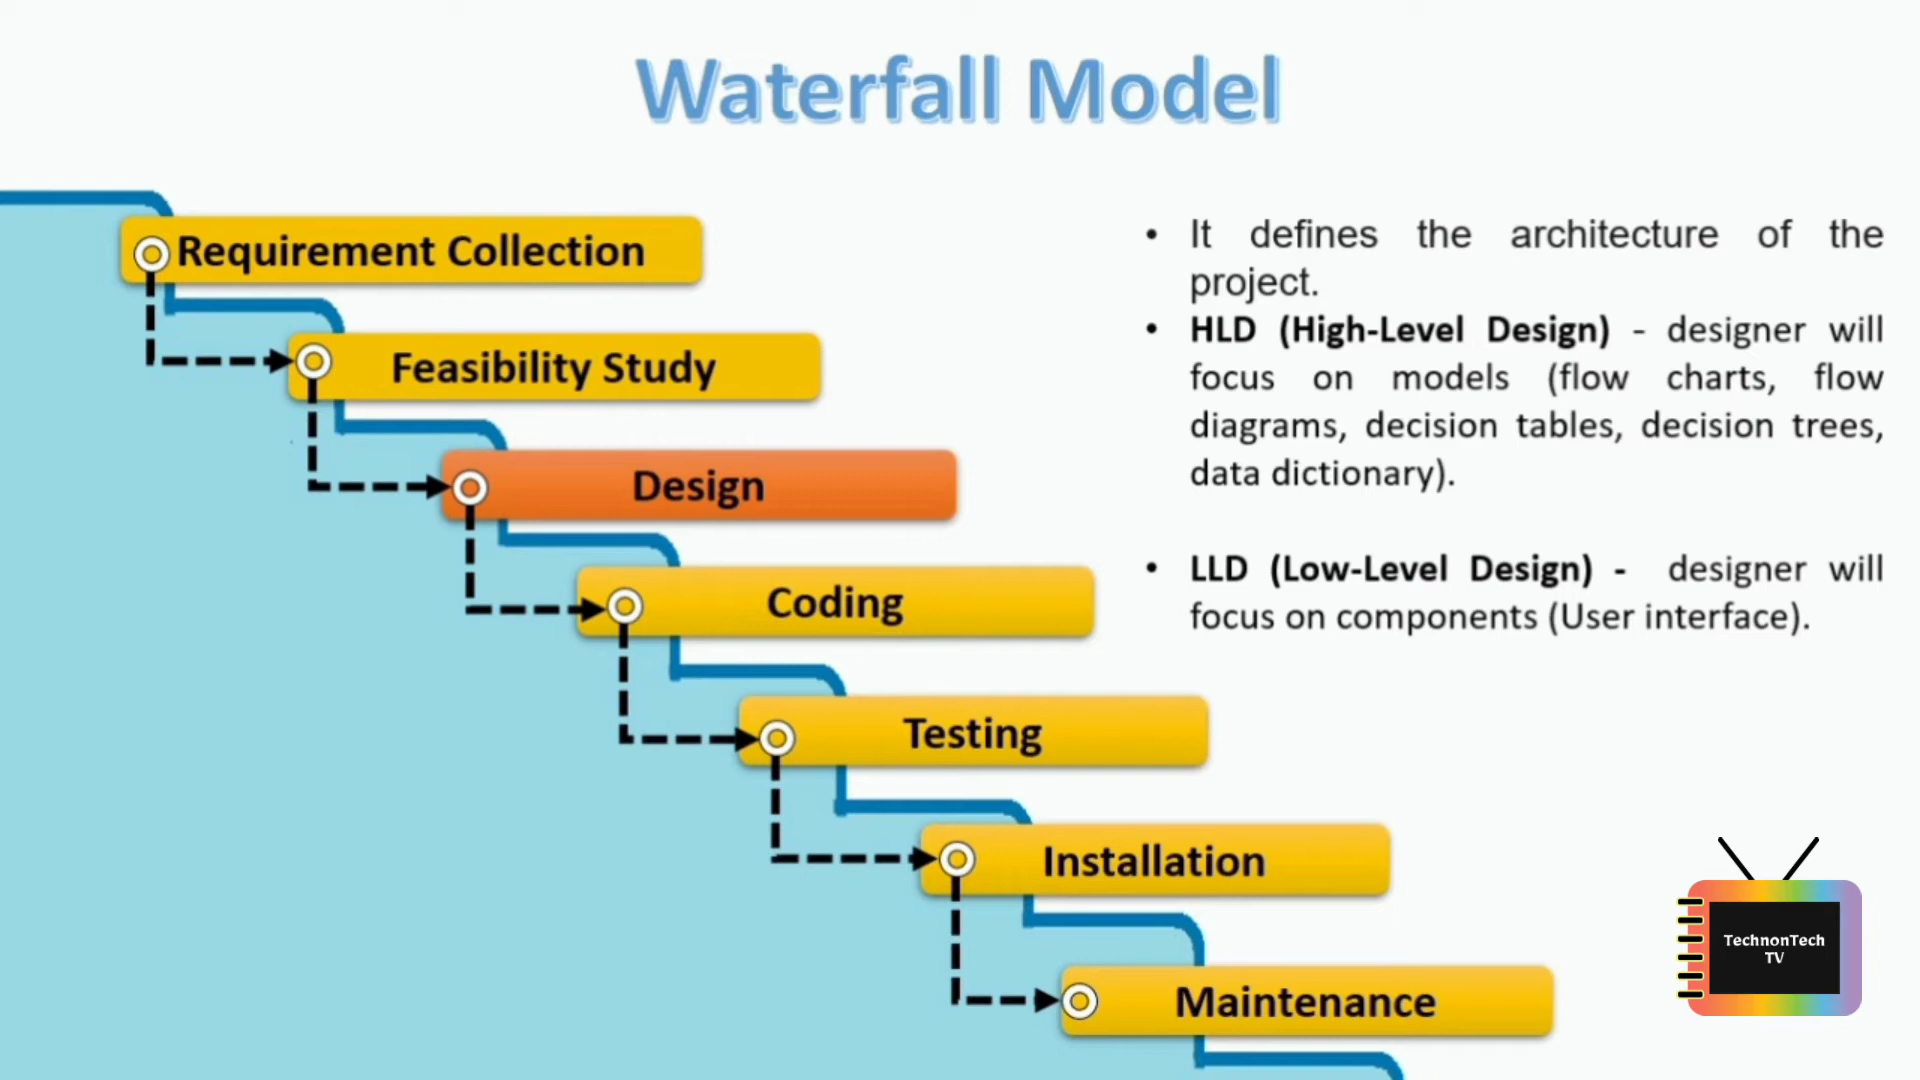 Waterfall Model
Requirement Collection
Feasibility Study
Design
Coding
Testing
Installation
Maintenance
• It defines the architecture of the
project.
• HLD (High-Level Design) - designer will
focus on models (flow charts, flow
diagrams, decision tables, decision trees,
data dictionary).
• LLD (Low-Level Design) - designer will
focus on components (User interface).
TechnonTech
TV